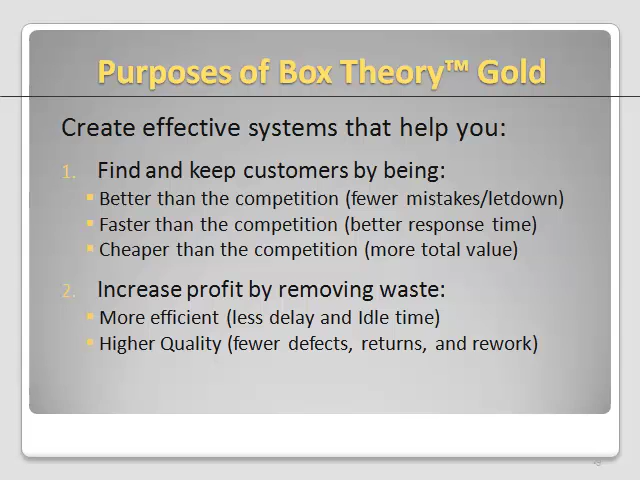 Purposes of Box Theory™ Gold
Create effective systems that help you:
1. Find and keep customers by being:
▪ Better than the competition (fewer mistakes/letdown)
▪ Faster than the competition (better response time)
▪ Cheaper than the competition (more total value)
2. Increase profit by removing waste:
▪ More efficient (less delay and Idle time)
▪ Higher Quality (fewer defects, returns, and rework)